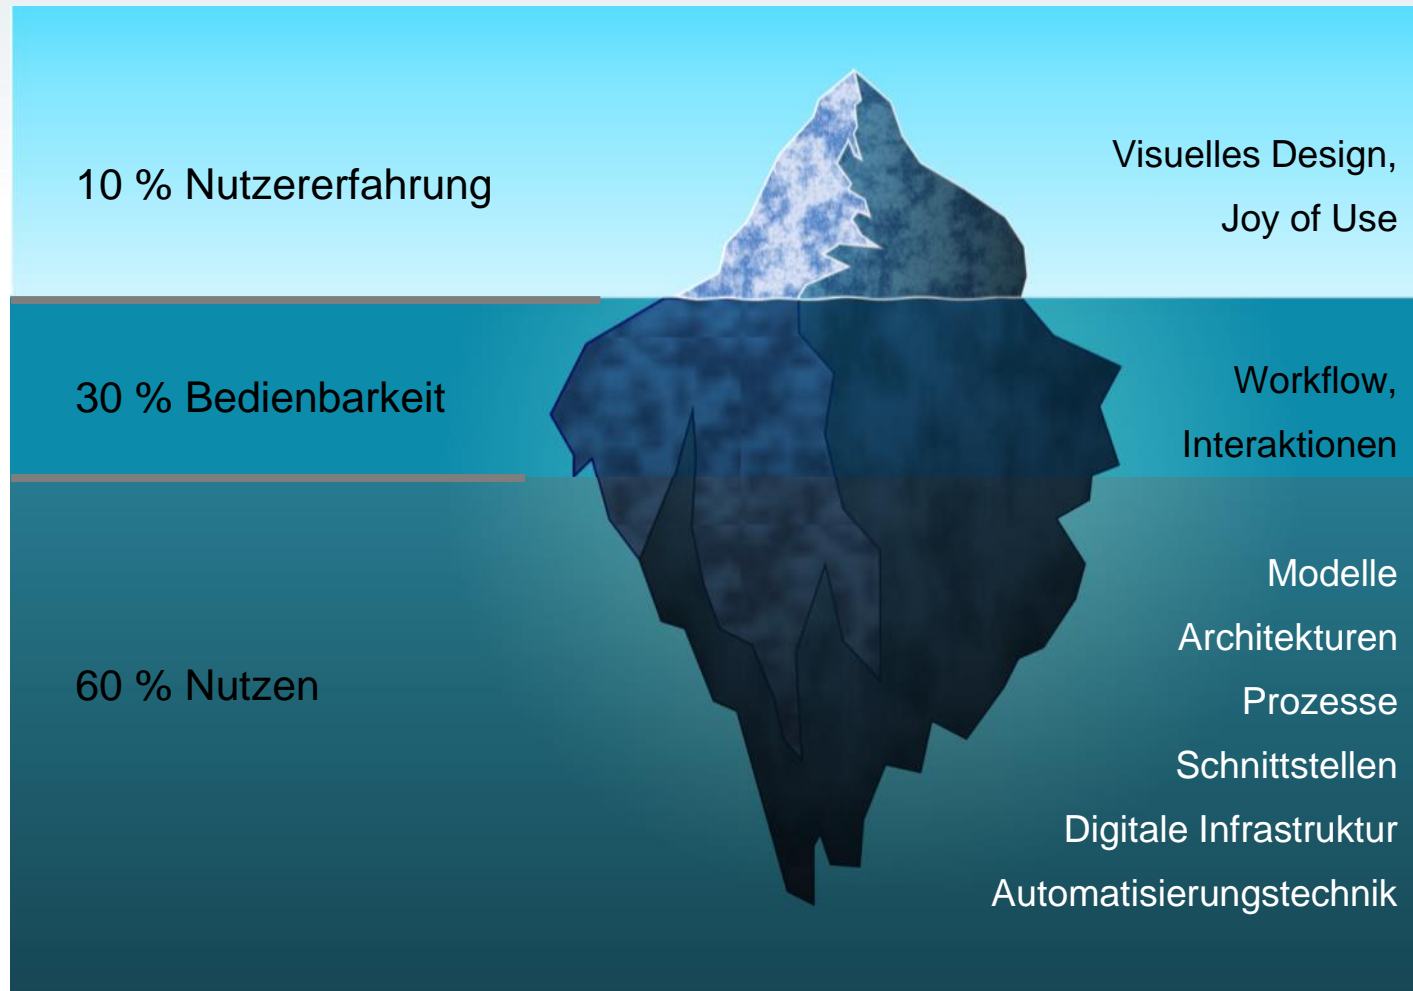 10 % Nutzererfahrung
Visuelles Design,
Joy of Use
30 % Bedienbarkeit
Workflow,
Interaktionen
60 % Nutzen
Modelle
Architekturen
Prozesse
Schnittstellen
Digitale Infrastruktur
Automatisierungstechnik